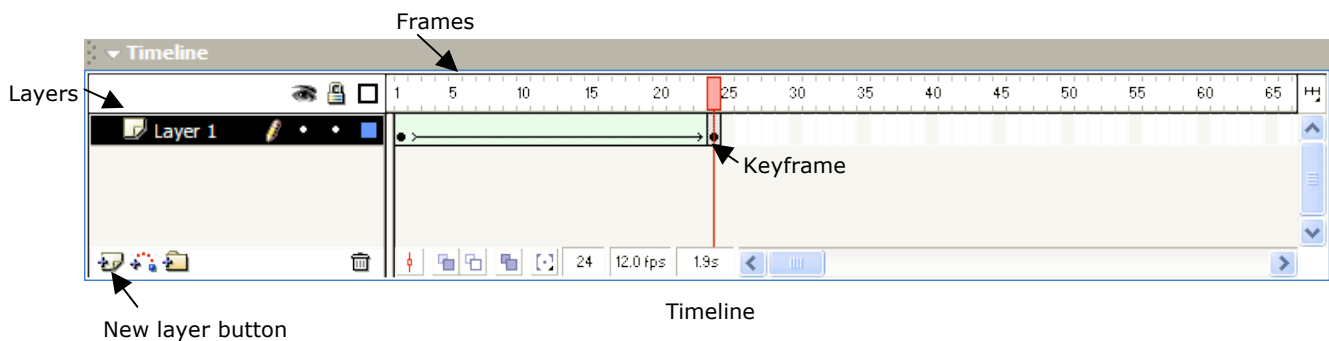 Frames
Timeline
Layers
1 5 10 15 20 25 30 35 40 45 50 55 60 65
Layer 1
Keyframe
24 12.0 fps 1.9s
Timeline
New layer button